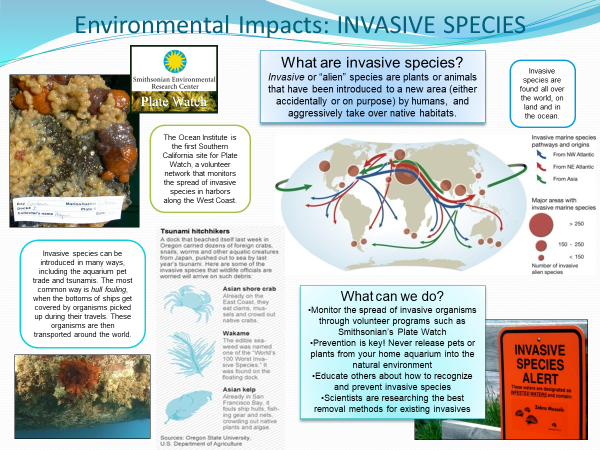 Environmental Impacts: INVASIVE SPECIES
Smithsonian Environmental
Research Center
Plate Watch
What are invasive species?
Invasive or “alien” species are plants or animals
that have been introduced to a new area (either
accidentally or on purpose) by humans, and
aggressively take over native habitats.
Invasive
species are
found all over
the world, on
land and in
the ocean.
The Ocean Institute is
the first Southern
California site for Plate
Watch, a volunteer
network that monitors
the spread of invasive
species in harbors
along the West Coast.
Invasive marine species
pathways and origins
From NW Atlantic
From NE Atlantic
From Asia
Major areas with
invasive marine species
> 250
150 - 250
< 150
Number of invasive
alien species
Invasive species can be
introduced in many ways,
including the aquarium pet
trade and tsunamis. The most
common way is hull fouling,
when the bottoms of ships get
covered by organisms picked
up during their travels. These
organisms are then
transported around the world.
Tsunami hitchhikers
A dock that beached itself last week in
Oregon carried dozens of foreign crabs,
snails, worms and other aquatic creatures
from Japan, pushed out to sea by last
year's tsunami. Here are some of the
invasive species that wildlife officials are
worried will arrive on such debris:
Asian shore crab
Already on the
East Coast, they
eat clams, mus-
sels and crowd out
native crabs.
Wakame
The edible sea-
weed was named
one of the "World's
100 Worst Inva-
sive Species." It
was found on the
floating dock.
Asian kelp
Already in San
Francisco Bay, it
fouls ship hulls, fish-
ing gear and nets,
crowding out native
plants and algae.
Sources: Oregon State University,
U.S. Department of Agriculture
What can we do?
•Monitor the spread of invasive organisms
through volunteer programs such as
Smithsonian’s Plate Watch
•Prevention is key! Never release pets or
plants from your home aquarium into the
natural environment
•Educate others about how to recognize
and prevent invasive species
•Scientists are researching the best
removal methods for existing invasives
INVASIVE
SPECIES
ALERT
These waters are designated as
INFESTED WATERS and contain:
Zebra Mussels